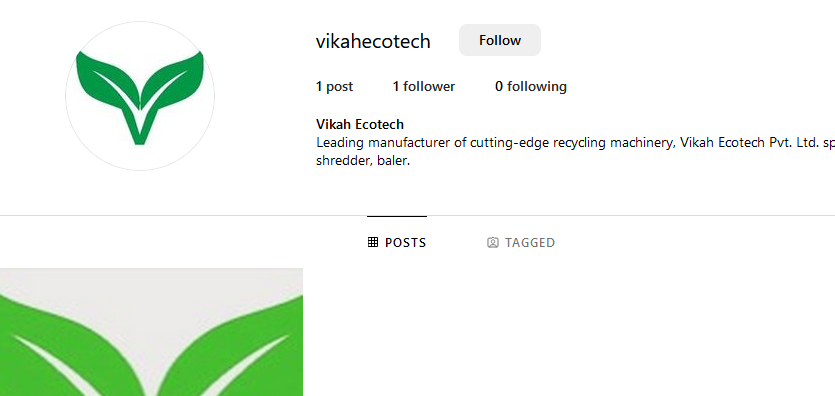 vikahecotech Follow
1 post 1 follower 0 following
Vikah Ecotech
Leading manufacturer of cutting-edge recycling machinery, Vikah Ecotech Pvt. Ltd. sp
shredder, baler.
POSTS TAGGED